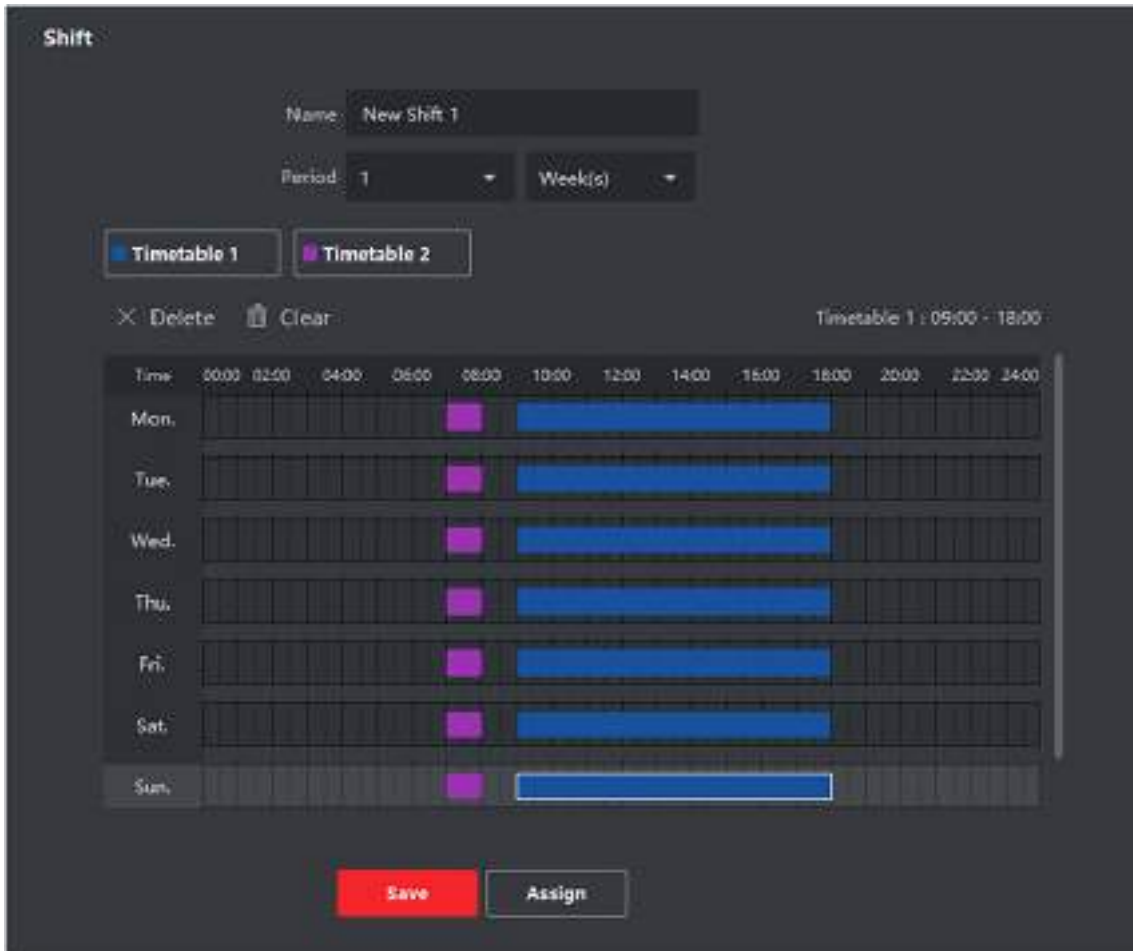 Shift
Name New Shift 1
Period 1 Week(s)
Timetable 1 Timetable 2
Delete Clear Timetable 1 : 09:00 - 18:00
Time 00:00 02:00 04:00 06:00 08:00 10:00 12:00 14:00 16:00 18:00 20:00 22:00 24:00
Mon.
Tue.
Wed.
Thu.
Fri.
Sat.
Sun.
Save Assign